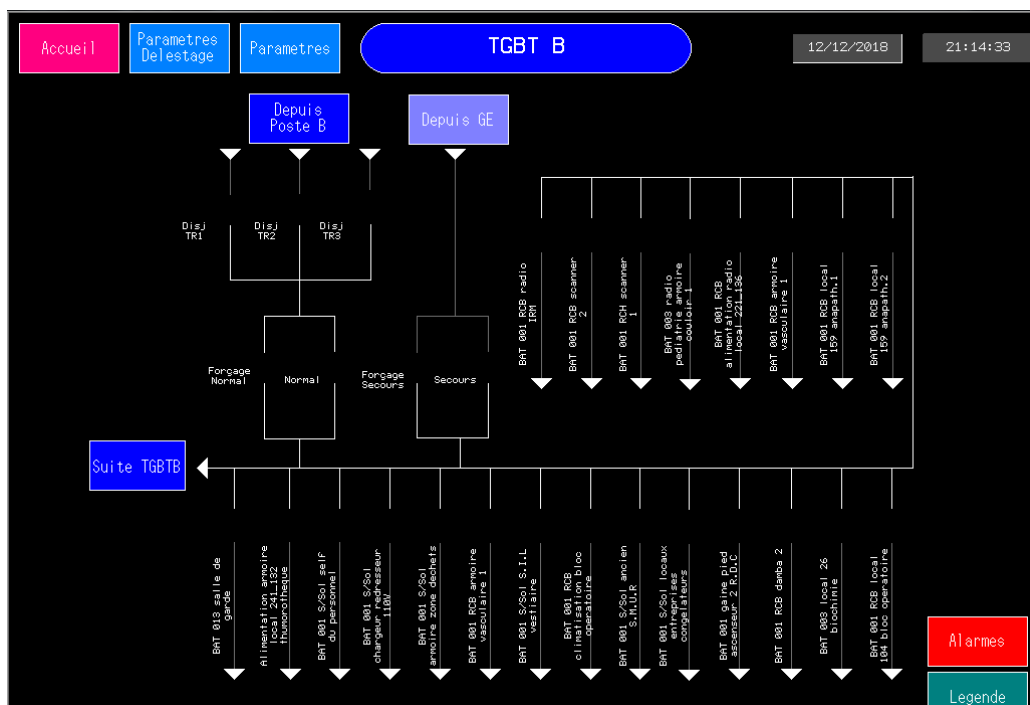 Accueil
Parametres
Delestage
Parametres
TGBT B
12/12/2018
21:14:33
Depuis
Poste B
Depuis GE
Disj
TR1
Disj
TR2
Disj
TR3
BAT 001 RCB radio
IRM
BAT 001 RCB scanner
2
BAT 001 RCH scanner
1
BAT 003 radio
pediatrie armoire
couloir 1
BAT 001 RCB
alimentation radio
local 221_136
BAT 001 RCB armoire
vasculaire 1
BAT 001 RCB local
159 anapath.1
BAT 001 RCB local
159 anapath.2
Forçage
Normal
Normal
Forçage
Secours
Secours
Suite TGBTB
BAT 013 salle de
garde
Alimentation armoire
local 241_132
thumorotheque
BAT 001 S/Sol self
du personnel
BAT 001 S/Sol
chargeur redresseur
110V
BAT 001 S/Sol
armoire zone dechets
BAT 001 RCB armoire
vasculaire 1
BAT 001 S/Sol S.I.L
vestiaire
BAT 001 RCB
climatisation bloc
operatoire
BAT 001 S/Sol ancien
S.M.U.R
BAT 001 S/Sol locaux
entreprises
congelateurs
BAT 001 gaine pied
ascenseur 2 R.D.C
BAT 001 RCB damba 2
BAT 003 local 26
biochimie
BAT 001 RCB local
104 bloc operatoire
Alarmes
Legende